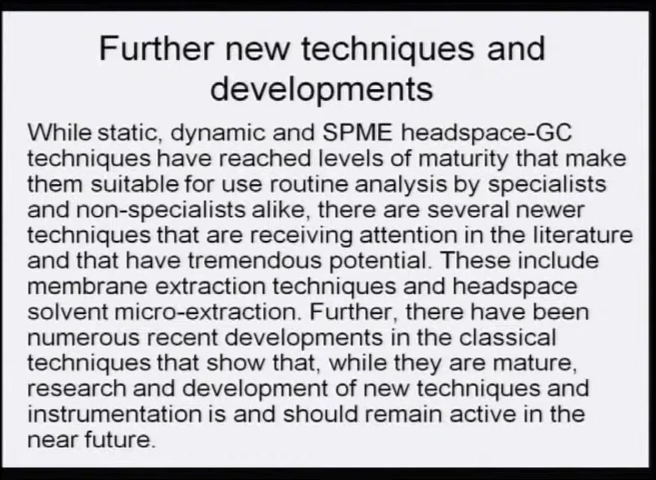 Further new techniques and
developments
While static, dynamic and SPME headspace-GC
techniques have reached levels of maturity that make
them suitable for use routine analysis by specialists
and non-specialists alike, there are several newer
techniques that are receiving attention in the literature
and that have tremendous potential. These include
membrane extraction techniques and headspace
solvent micro-extraction. Further, there have been
numerous recent developments in the classical
techniques that show that, while they are mature,
research and development of new techniques and
instrumentation is and should remain active in the
near future.